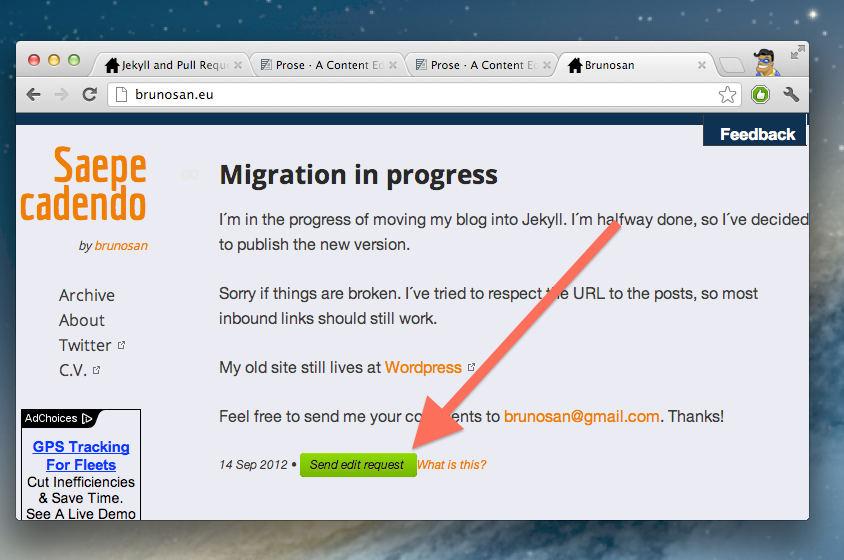 Jekyll and Pull Requ
Prose · A Content Ed
Prose · A Content Ed
Brunosan
brunosan.eu
Feedback
Saepe
cadendo
by brunosan
Archive
About
Twitter
C.V.
AdChoices
GPS Tracking
For Fleets
Cut Inefficiencies
& Save Time.
See A Live Demo
Migration in progress
I´m in the progress of moving my blog into Jekyll. I´m halfway done, so I´ve decided
to publish the new version.
Sorry if things are broken. I´ve tried to respect the URL to the posts, so most
inbound links should still work.
My old site still lives at Wordpress
Feel free to send me your comments to brunosan@gmail.com. Thanks!
14 Sep 2012 • Send edit request What is this?